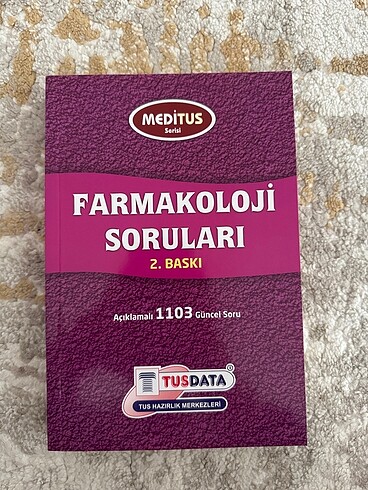 MEDİTUS
Serisi
FARMAKOLOJİ
SORULARI
2. BASKI
Açıklamalı 1103 Güncel Soru
TUSDATA®
TUS HAZIRLIK MERKEZLERİ